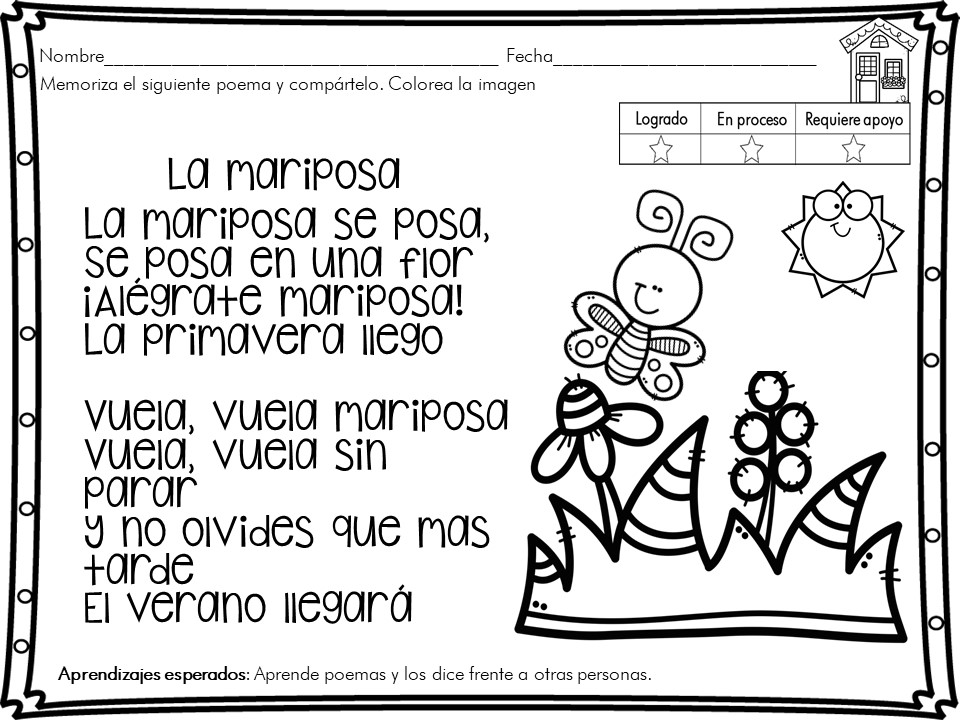 Nombre________________________________________ Fecha___________________________
Memoriza el siguiente poema y compártelo. Colorea la imagen
Logrado En proceso Requiere apoyo
La mariposa
La mariposa se posa,
se posa en una flor
¡Alégrate mariposa!
La primavera llego
vuela, vuela mariposa
vuela, vuela sin
parar
y no olvides que mas
tarde
El verano llegará
Aprendizajes esperados: Aprende poemas y los dice frente a otras personas.